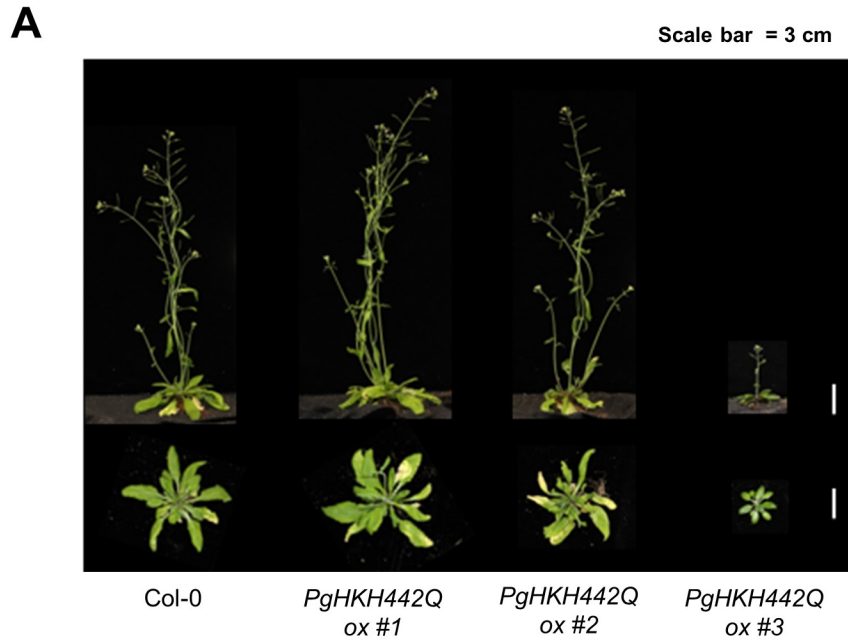 A
Scale bar = 3 cm
Col-0
PgHKH442Q
ox #1
PgHKH442Q
ox #2
PgHKH442Q
ox #3